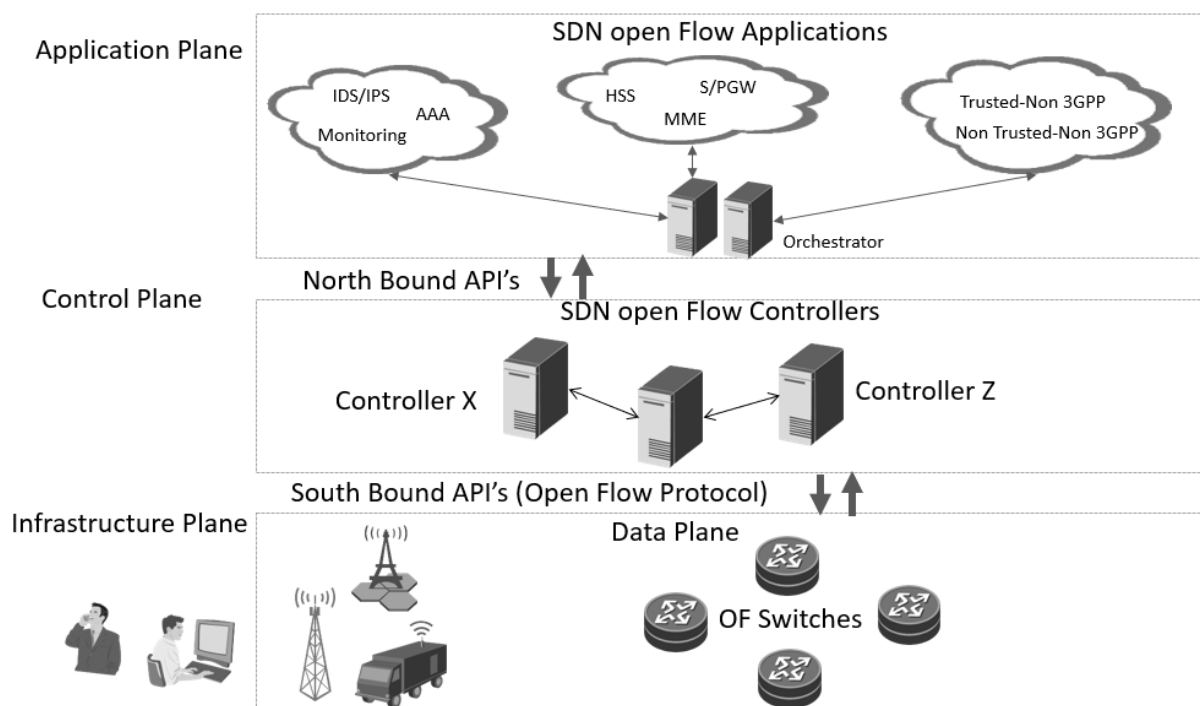 Application Plane
SDN open Flow Applications
IDS/IPS
AAA
Monitoring
HSS
S/PGW
MME
Trusted-Non 3GPP
Non Trusted-Non 3GPP
Orchestrator
North Bound API's
Control Plane
SDN open Flow Controllers
Controller X
Controller Z
South Bound API's (Open Flow Protocol)
Infrastructure Plane
Data Plane
OF Switches